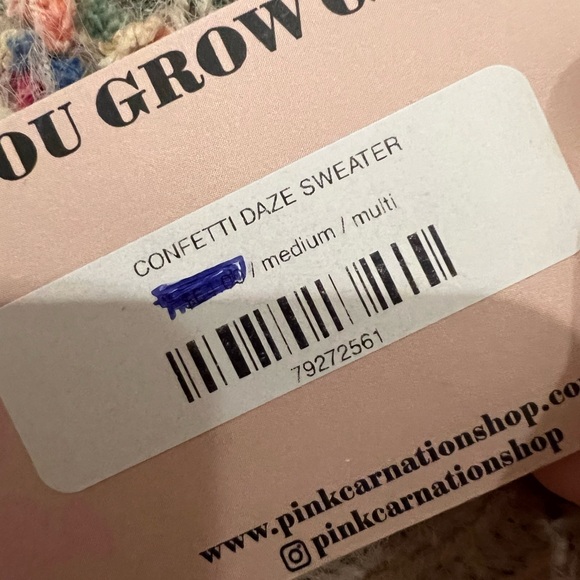 OU GROW
CONFETTI DAZE SWEATER
/ medium / multi
79272561
www.pinkcarnationshop.co
pinkcarnationshop